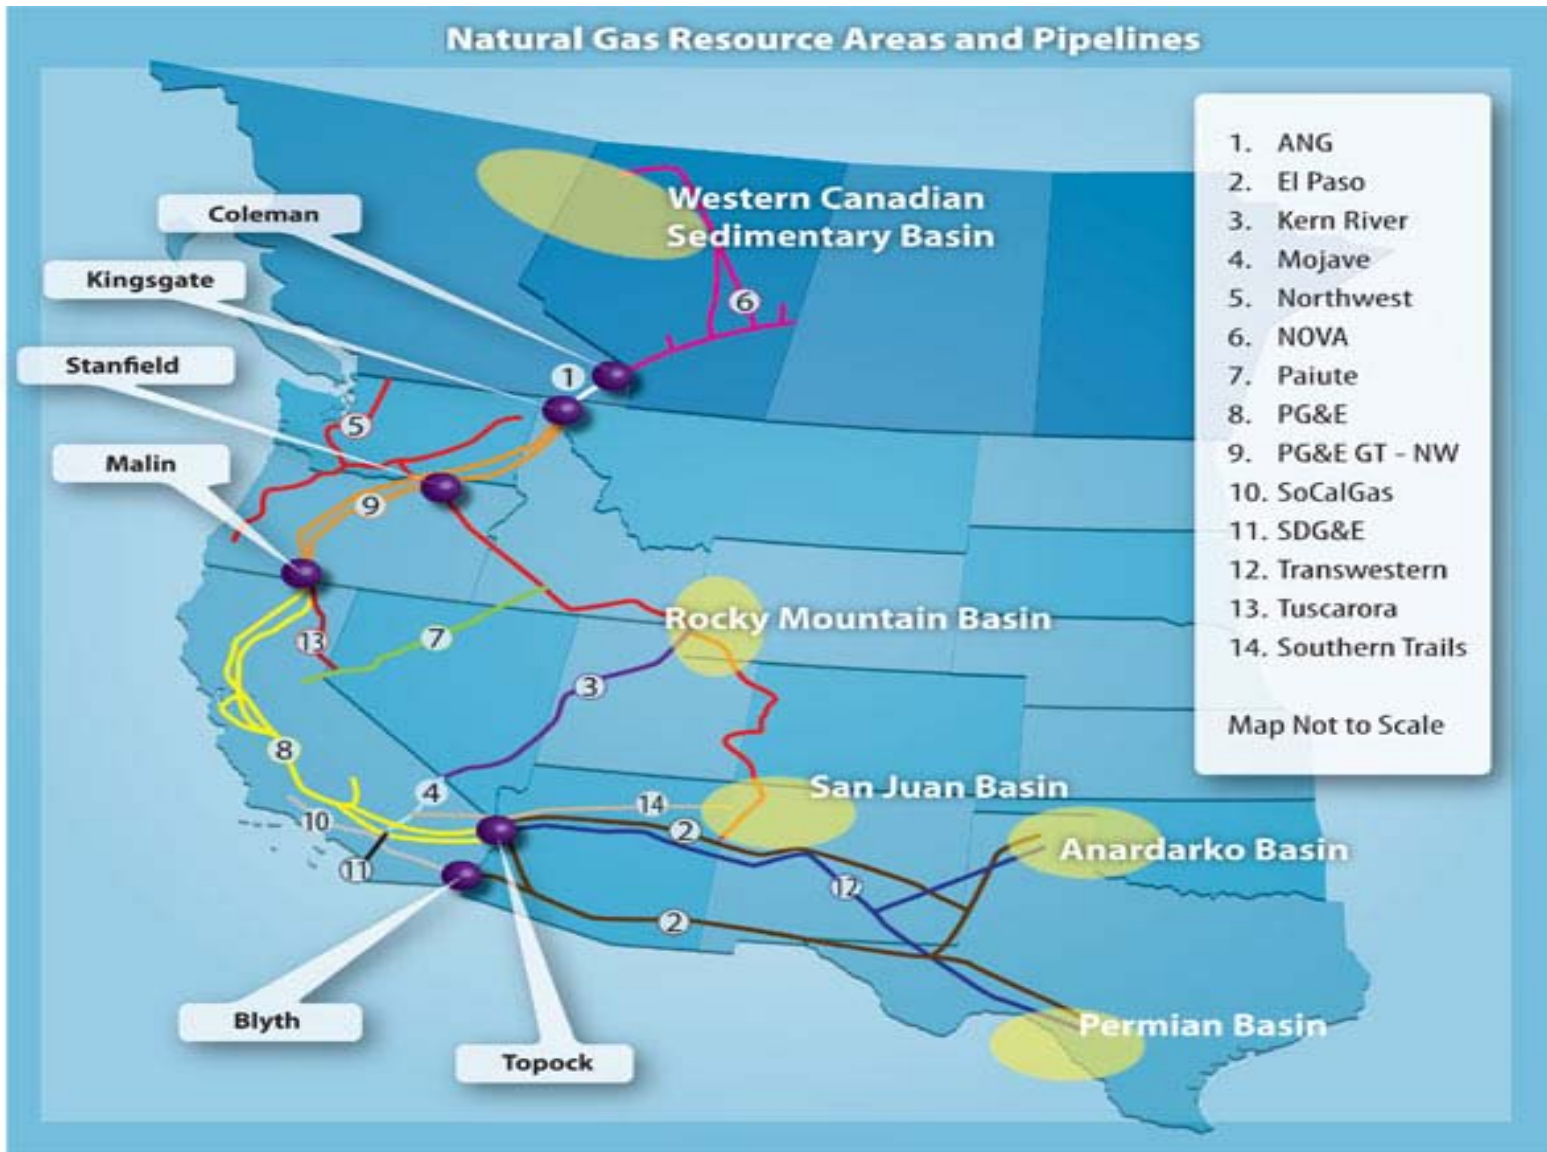 Natural Gas Resource Areas and Pipelines
Coleman
Kingsgate
Stanfield
Malin
Western Canadian
Sedimentary Basin
Rocky Mountain Basin
San Juan Basin
Anardarko Basin
Permian Basin
Blyth
Topock
1
6
5
9
13
7
3
8
4
14
10
2
11
12
2
1. ANG
2. El Paso
3. Kern River
4. Mojave
5. Northwest
6. NOVA
7. Paiute
8. PG&E
9. PG&E GT - NW
10. SoCalGas
11. SDG&E
12. Transwestern
13. Tuscarora
14. Southern Trails
Map Not to Scale